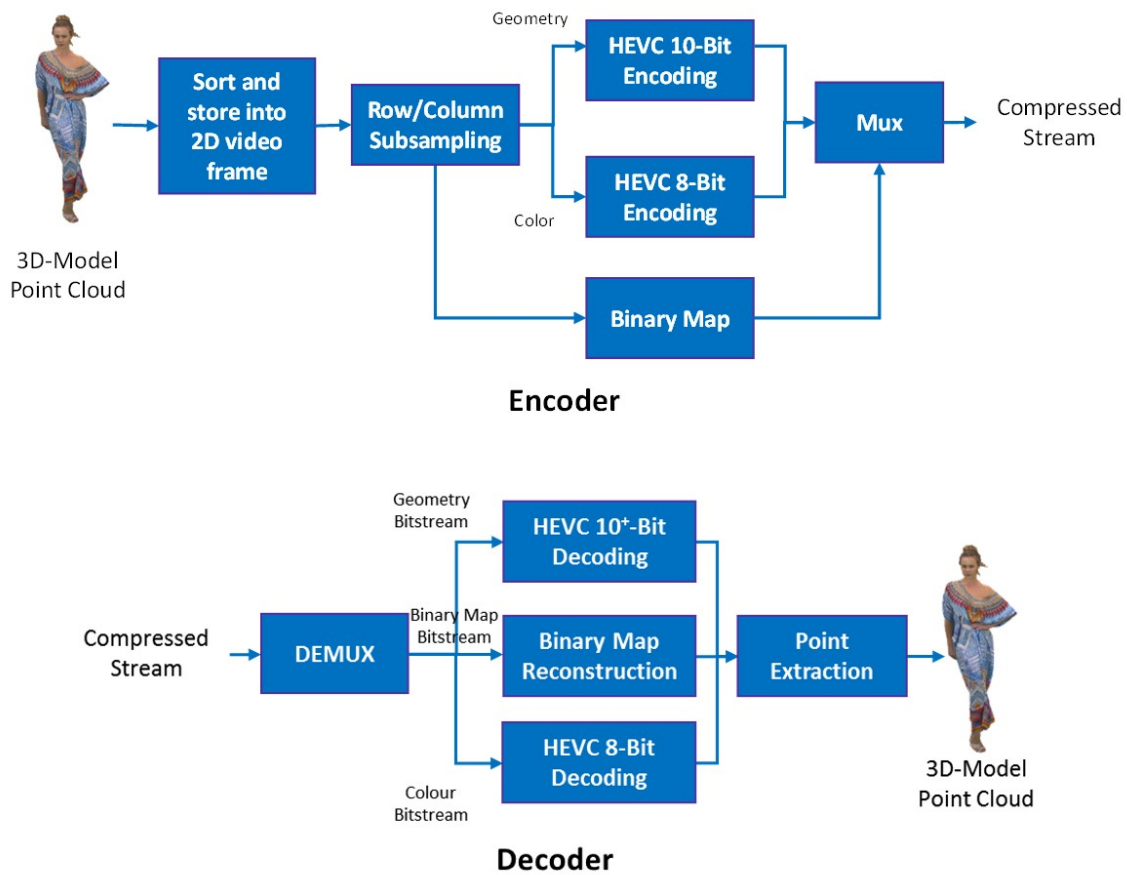 Geometry
HEVC 10-Bit
Encoding
Sort and
store into
2D video
frame
Row/Column
Subsampling
Mux
Compressed
Stream
HEVC 8-Bit
Encoding
Color
3D-Model
Point Cloud
Binary Map
Encoder
Geometry
Bitstream
HEVC 10+-Bit
Decoding
Compressed
Stream
DEMUX
Binary Map
Bitstream
Binary Map
Reconstruction
Point
Extraction
HEVC 8-Bit
Decoding
Colour
Bitstream
3D-Model
Point Cloud
Decoder